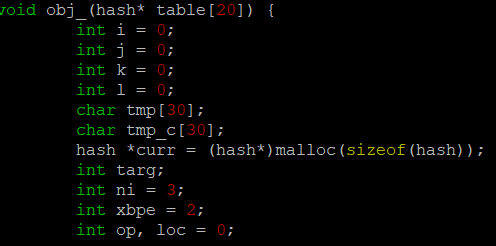 void obj_(hash* table[20]) {
int i = 0;
int j = 0;
int k = 0;
int l = 0;
char tmp[30];
char tmp_c[30];
hash *curr = (hash*)malloc(sizeof(hash));
int targ;
int ni = 3;
int xbpe = 2;
int op, loc = 0;